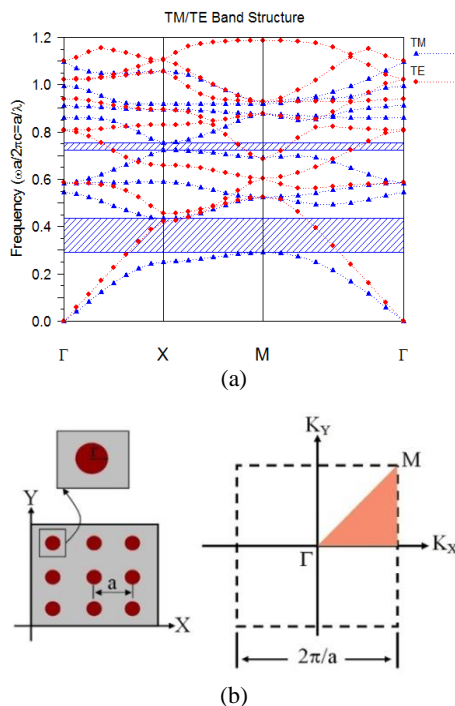 TM/TE Band Structure
Frequency (ωa/2πc=a/λ)
1.2
1.0
0.8
0.6
0.4
0.2
0.0
Γ X M Γ
TM
TE
(a)
r
Y
a
X
K_Y
M
Γ
K_X
2π/a
(b)